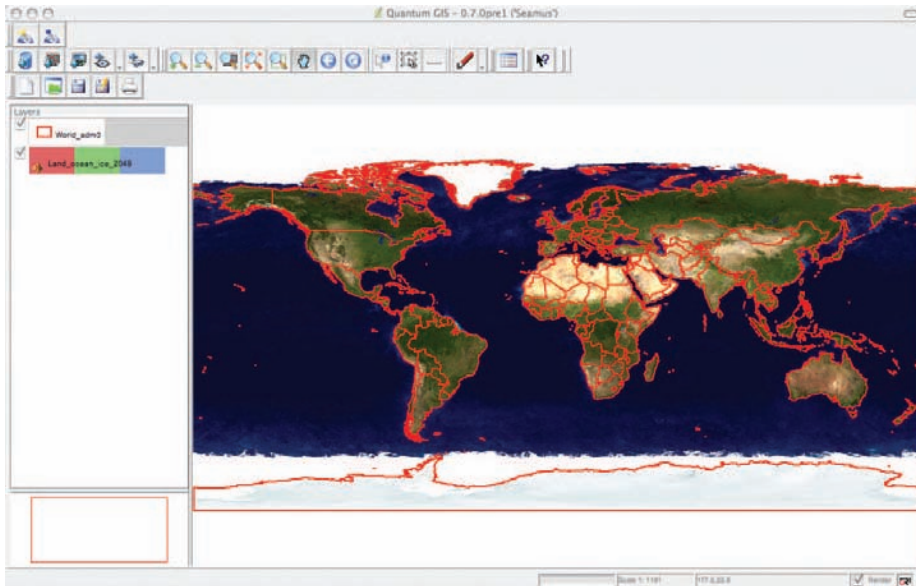 Quantum GIS - 0.7.0pre1 ('Seamus')
Layers
World_adm0
Land_ocean_ice_2048
Render